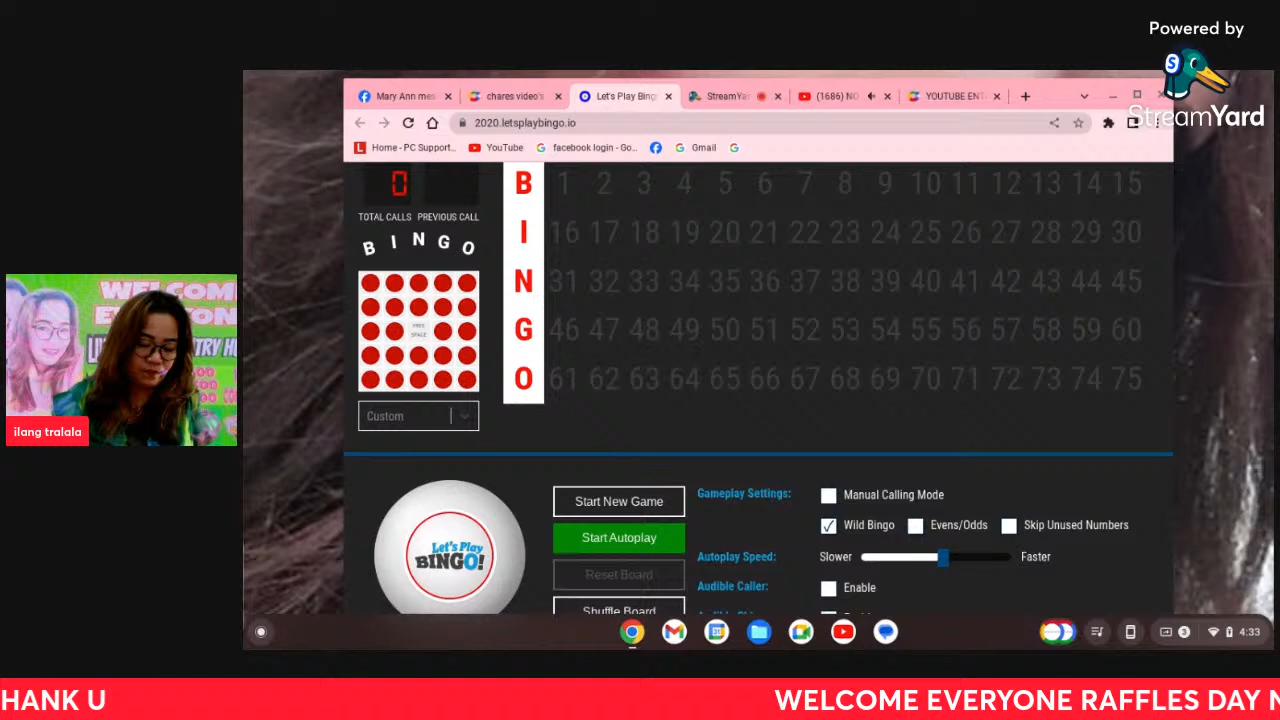 Powered by
StreamYard
Mary Ann mes
chares video's
Let's Play Bing
StreamYar
(1686) NO
YOUTUBE ENT
2020.letsplaybingo.io
Home - PC Support...
YouTube
facebook login - Go...
Gmail
0
TOTAL CALLS PREVIOUS CALL
B I N G O
FREE
SPACE
Custom
B 1 2 3 4 5 6 7 8 9 10 11 12 13 14 15
I 16 17 18 19 20 21 22 23 24 25 26 27 28 29 30
N 31 32 33 34 35 36 37 38 39 40 41 42 43 44 45
G 46 47 48 49 50 51 52 53 54 55 56 57 58 59 60
O 61 62 63 64 65 66 67 68 69 70 71 72 73 74 75
WELCOM
EVERYON
ilang tralala
Let's Play
BINGO!
Start New Game
Start Autoplay
Reset Board
Shuffle Board
Gameplay Settings:
Manual Calling Mode
Wild Bingo
Evens/Odds
Skip Unused Numbers
Autoplay Speed:
Slower
Faster
Audible Caller:
Enable
31
3
4:33
HANK U
WELCOME EVERYONE RAFFLES DAY N